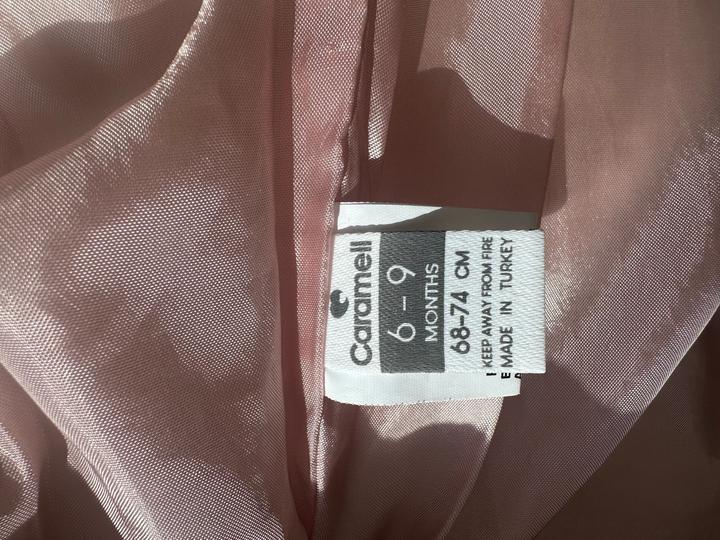 Caramell
6 - 9
MONTHS
68-74 CM
KEEP AWAY FROM FIRE
MADE IN TURKEY